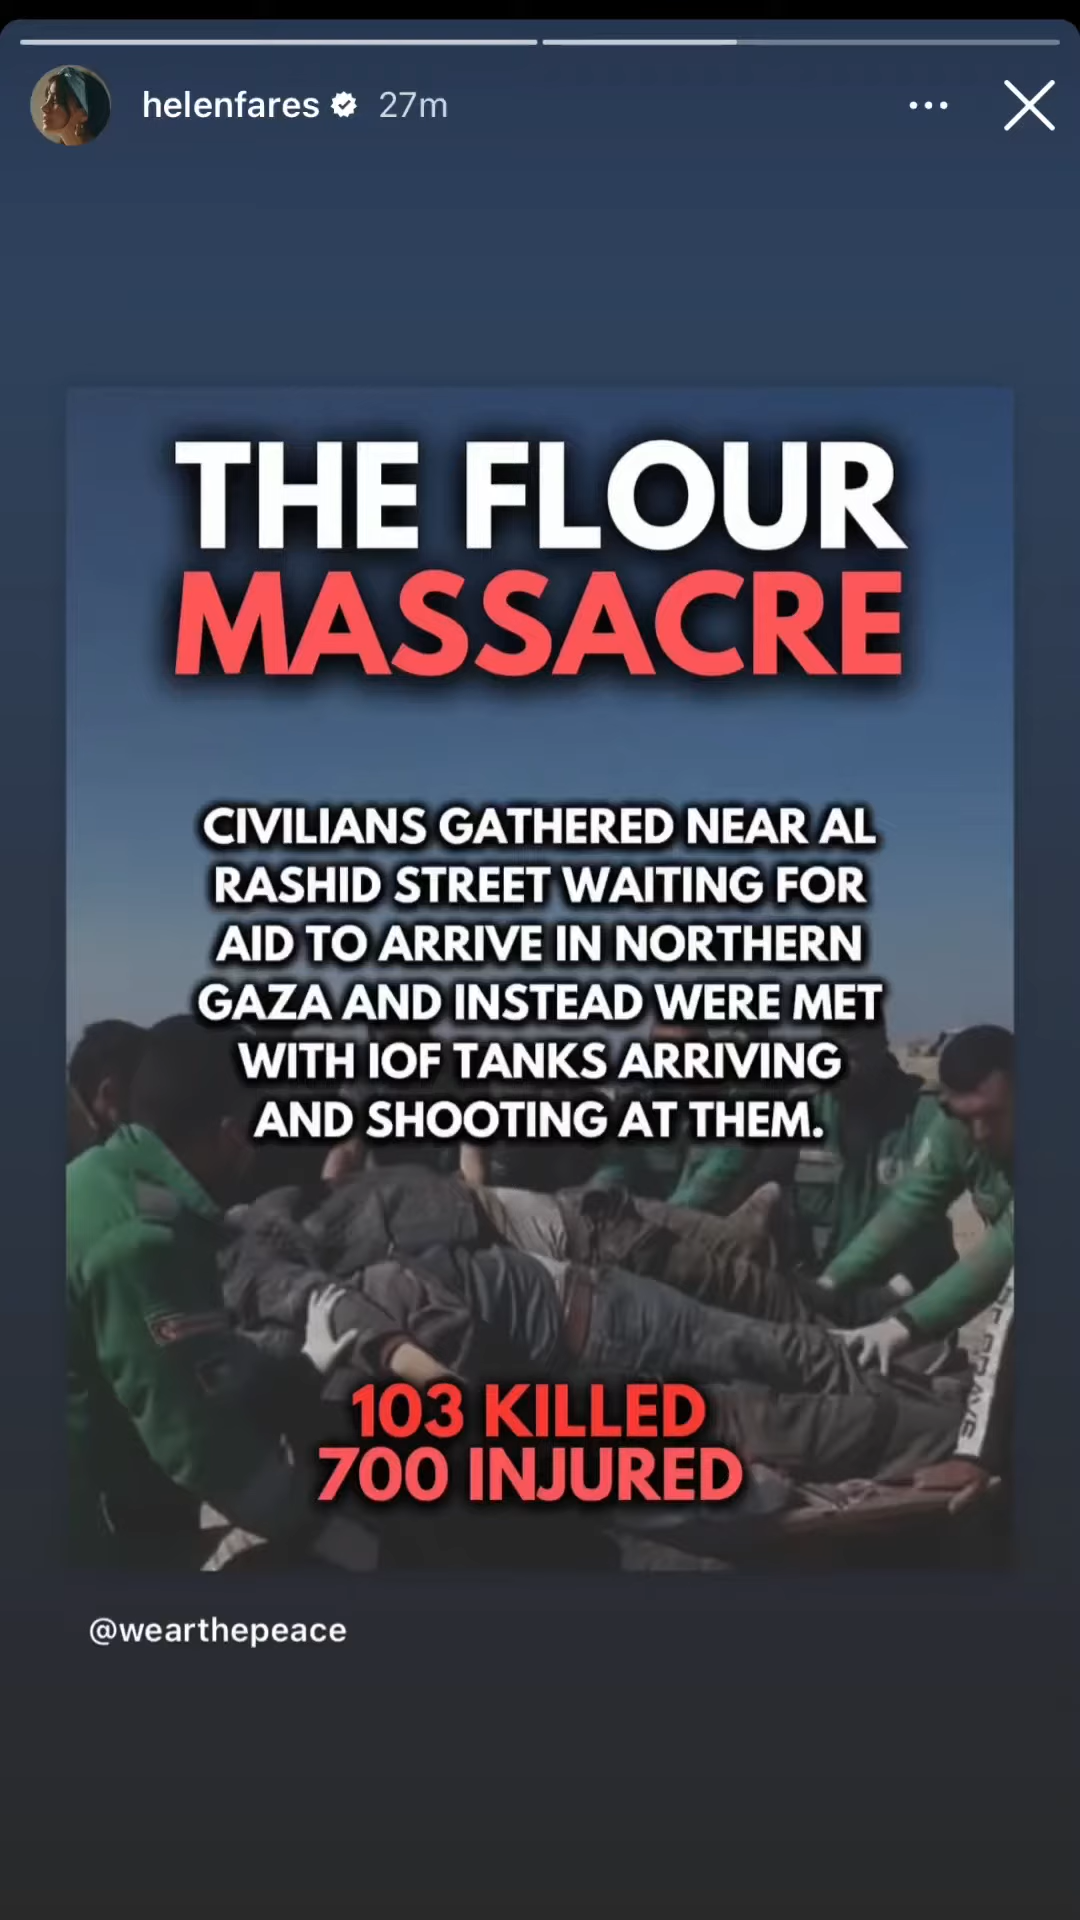 helenfares 27m
THE FLOUR
MASSACRE
CIVILIANS GATHERED NEAR AL
RASHID STREET WAITING FOR
AID TO ARRIVE IN NORTHERN
GAZA AND INSTEAD WERE MET
WITH IOF TANKS ARRIVING
AND SHOOTING AT THEM.
103 KILLED
700 INJURED
@wearthepeace